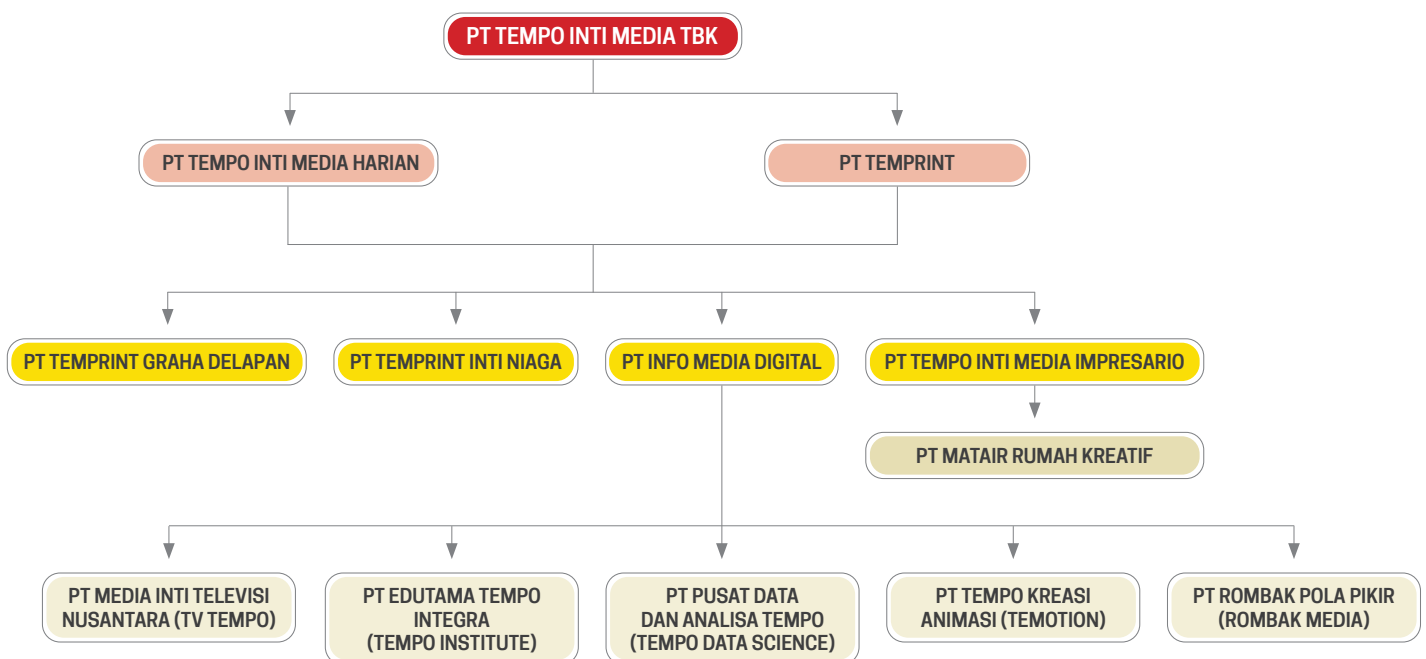 PT TEMPO INTI MEDIA TBK
PT TEMPO INTI MEDIA HARIAN
PT TEMPRINT
PT TEMPRINT GRAHA DELAPAN
PT TEMPRINT INTI NIAGA
PT INFO MEDIA DIGITAL
PT TEMPO INTI MEDIA IMPRESARIO
PT MATAIR RUMAH KREATIF
PT MEDIA INTI TELEVISI
NUSANTARA (TV TEMPO)
PT EDUTAMA TEMPO
INTEGRA
(TEMPO INSTITUTE)
PT PUSAT DATA
DAN ANALISA TEMPO
(TEMPO DATA SCIENCE)
PT TEMPO KREASI
ANIMASI (TEMOTION)
PT ROMBAK POLA PIKIR
(ROMBAK MEDIA)